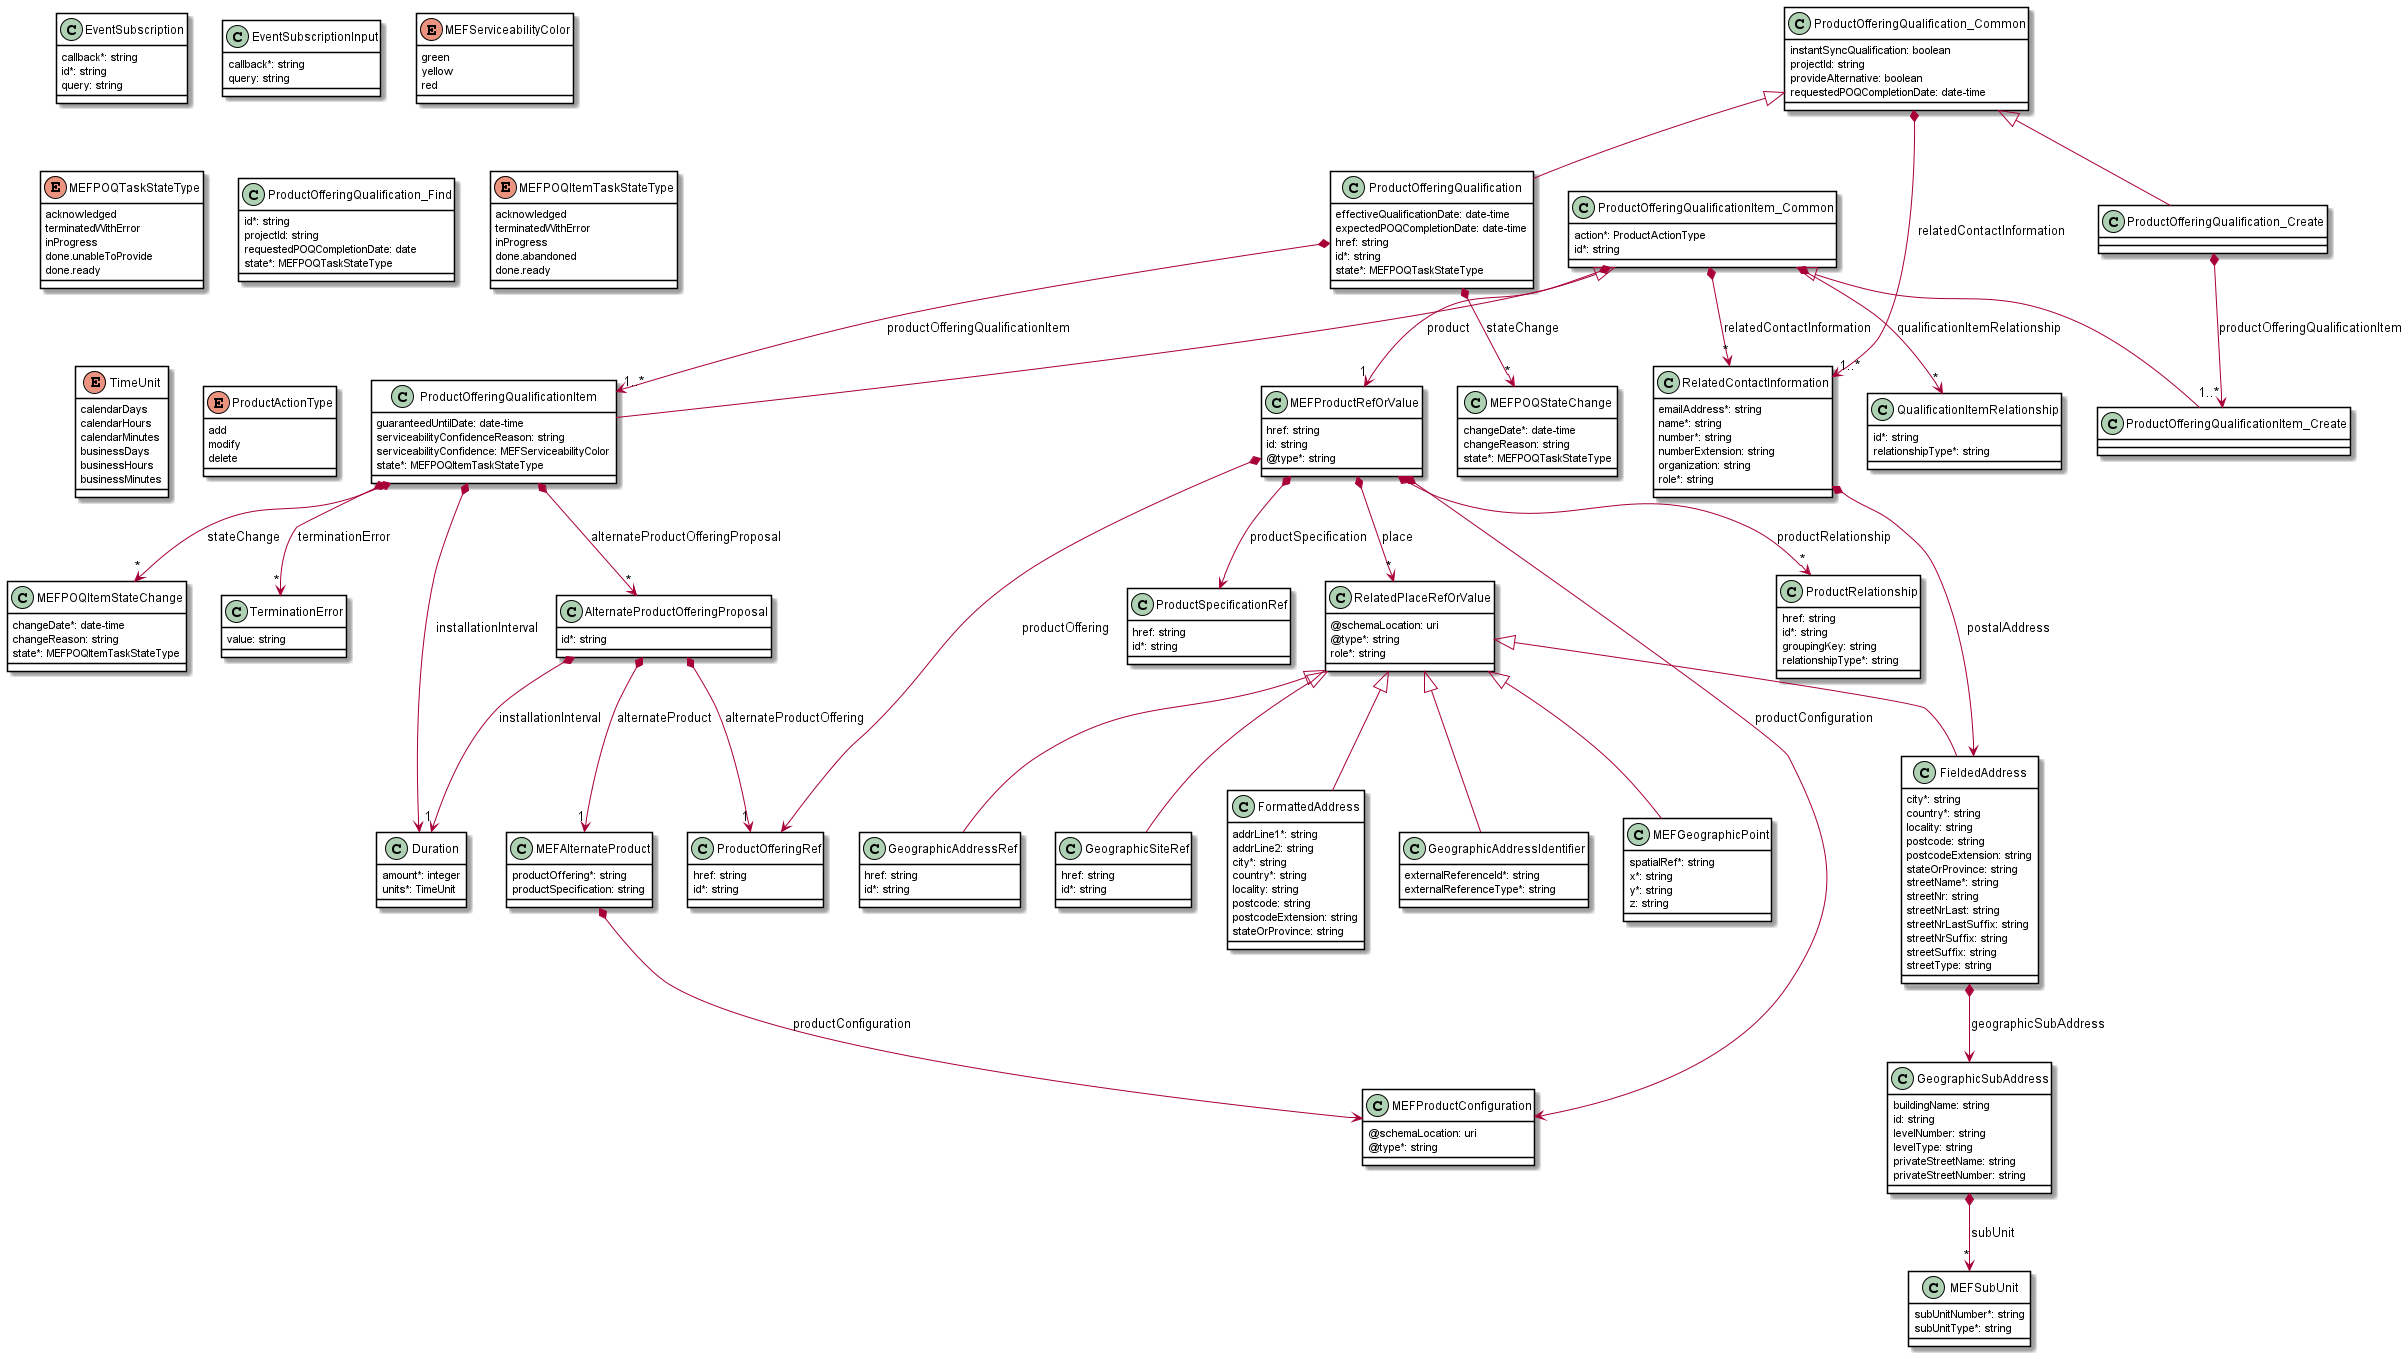 C EventSubscription
callback*: string
id*: string
query: string
C EventSubscriptionInput
callback*: string
query: string
E MEFServiceabilityColor
green
yellow
red
C ProductOfferingQualification_Common
instantSyncQualification: boolean
projectId: string
provideAlternative: boolean
requestedPOQCompletionDate: date-time
E MEFPOQTaskStateType
acknowledged
terminatedWithError
inProgress
done.unableToProvide
done.ready
C ProductOfferingQualification_Find
id*: string
projectId: string
requestedPOQCompletionDate: date
state*: MEFPOQTaskStateType
E MEFPOQItemTaskStateType
acknowledged
terminatedWithError
inProgress
done.abandoned
done.ready
C ProductOfferingQualification
effectiveQualificationDate: date-time
expectedPOQCompletionDate: date-time
href: string
id*: string
state*: MEFPOQTaskStateType
C ProductOfferingQualificationItem_Common
action*: ProductActionType
id*: string
relatedContactInformation
C ProductOfferingQualification_Create
productOfferingQualificationItem
product
stateChange
relatedContactInformation
qualificationItemRelationship
productOfferingQualificationItem
1..*
1
*
*
1..*
*
1..*
E TimeUnit
calendarDays
calendarHours
calendarMinutes
businessDays
businessHours
businessMinutes
E ProductActionType
add
modify
delete
C ProductOfferingQualificationItem
guaranteedUntilDate: date-time
serviceabilityConfidenceReason: string
serviceabilityConfidence: MEFServiceabilityColor
state*: MEFPOQItemTaskStateType
C MEFProductRefOrValue
href: string
id: string
@type*: string
C MEFPOQStateChange
changeDate*: date-time
changeReason: string
state*: MEFPOQTaskStateType
C RelatedContactInformation
emailAddress*: string
name*: string
number*: string
numberExtension: string
organization: string
role*: string
C QualificationItemRelationship
id*: string
relationshipType*: string
C ProductOfferingQualificationItem_Create
stateChange
terminationError
installationInterval
alternateProductOfferingProposal
productOffering
productSpecification
place
productConfiguration
productRelationship
postalAddress
*
*
*
*
*
C MEFPOQItemStateChange
changeDate*: date-time
changeReason: string
state*: MEFPOQItemTaskStateType
C TerminationError
value: string
C AlternateProductOfferingProposal
id*: string
C ProductSpecificationRef
href: string
id*: string
C RelatedPlaceRefOrValue
@schemaLocation: uri
@type*: string
role*: string
C ProductRelationship
href: string
id*: string
groupingKey: string
relationshipType*: string
installationInterval
alternateProduct
alternateProductOffering
1
1
1
C Duration
amount*: integer
units*: TimeUnit
C MEFAlternateProduct
productOffering*: string
productSpecification: string
C ProductOfferingRef
href: string
id*: string
C GeographicAddressRef
href: string
id*: string
C GeographicSiteRef
href: string
id*: string
C FormattedAddress
addrLine1*: string
addrLine2: string
city*: string
country*: string
locality: string
postcode: string
postcodeExtension: string
stateOrProvince: string
C GeographicAddressIdentifier
externalReferenceId*: string
externalReferenceType*: string
C MEFGeographicPoint
spatialRef*: string
x*: string
y*: string
z: string
C FieldedAddress
city*: string
country*: string
locality: string
postcode: string
postcodeExtension: string
stateOrProvince: string
streetName*: string
streetNr: string
streetNrLast: string
streetNrLastSuffix: string
streetNrSuffix: string
streetSuffix: string
streetType: string
productConfiguration
geographicSubAddress
C MEFProductConfiguration
@schemaLocation: uri
@type*: string
C GeographicSubAddress
buildingName: string
id: string
levelNumber: string
levelType: string
privateStreetName: string
privateStreetNumber: string
subUnit
*
C MEFSubUnit
subUnitNumber*: string
subUnitType*: string